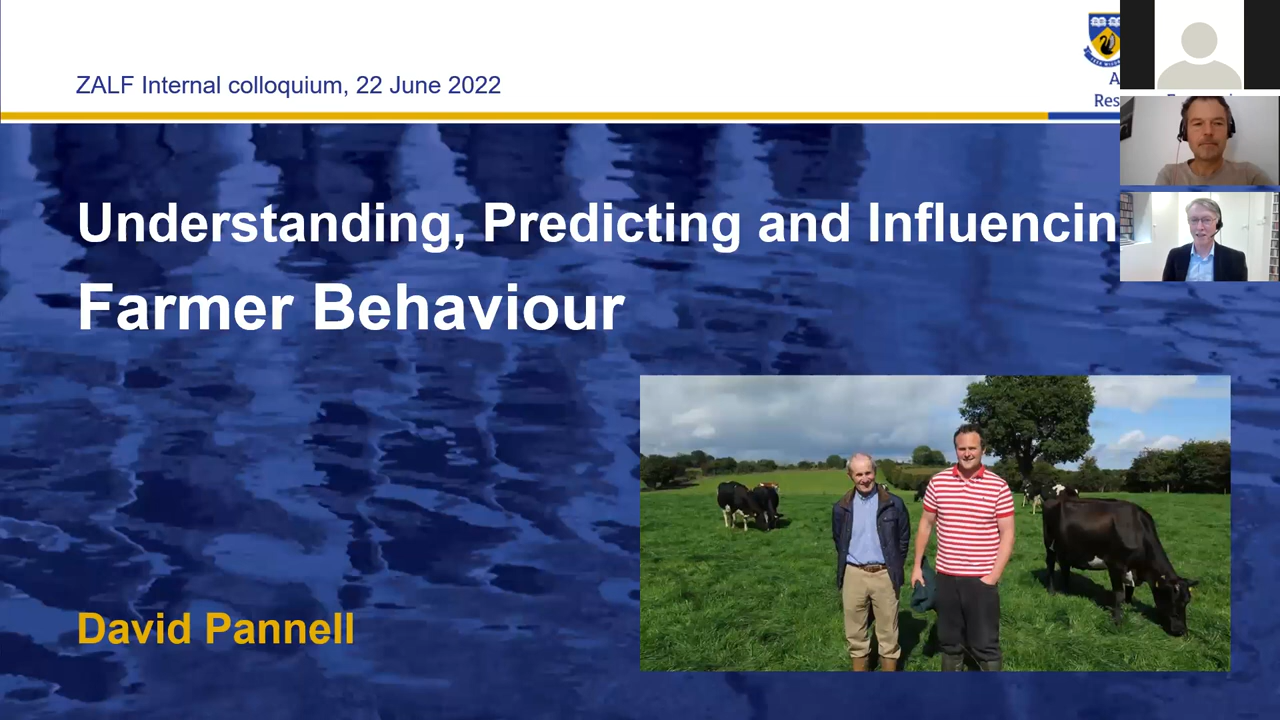 ZALF Internal colloquium, 22 June 2022
Understanding, Predicting and Influencin
Farmer Behaviour
David Pannell